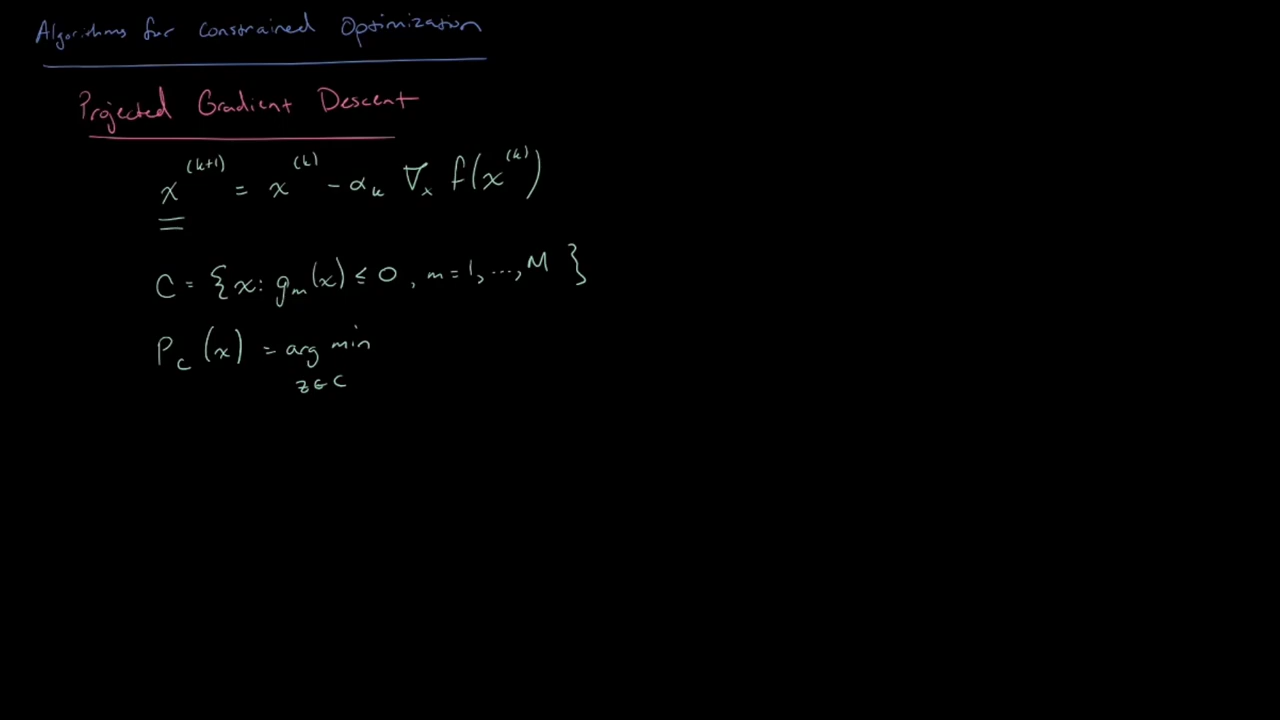 Algorithms for Constrained Optimization
Projected Gradient Descent
x^(k+1) = x^(k) - α_k ∇_x f(x^(k))
C = {x: g_m(x) ≤ 0, m=1, ..., M }
P_C(x) = arg min
z∈C